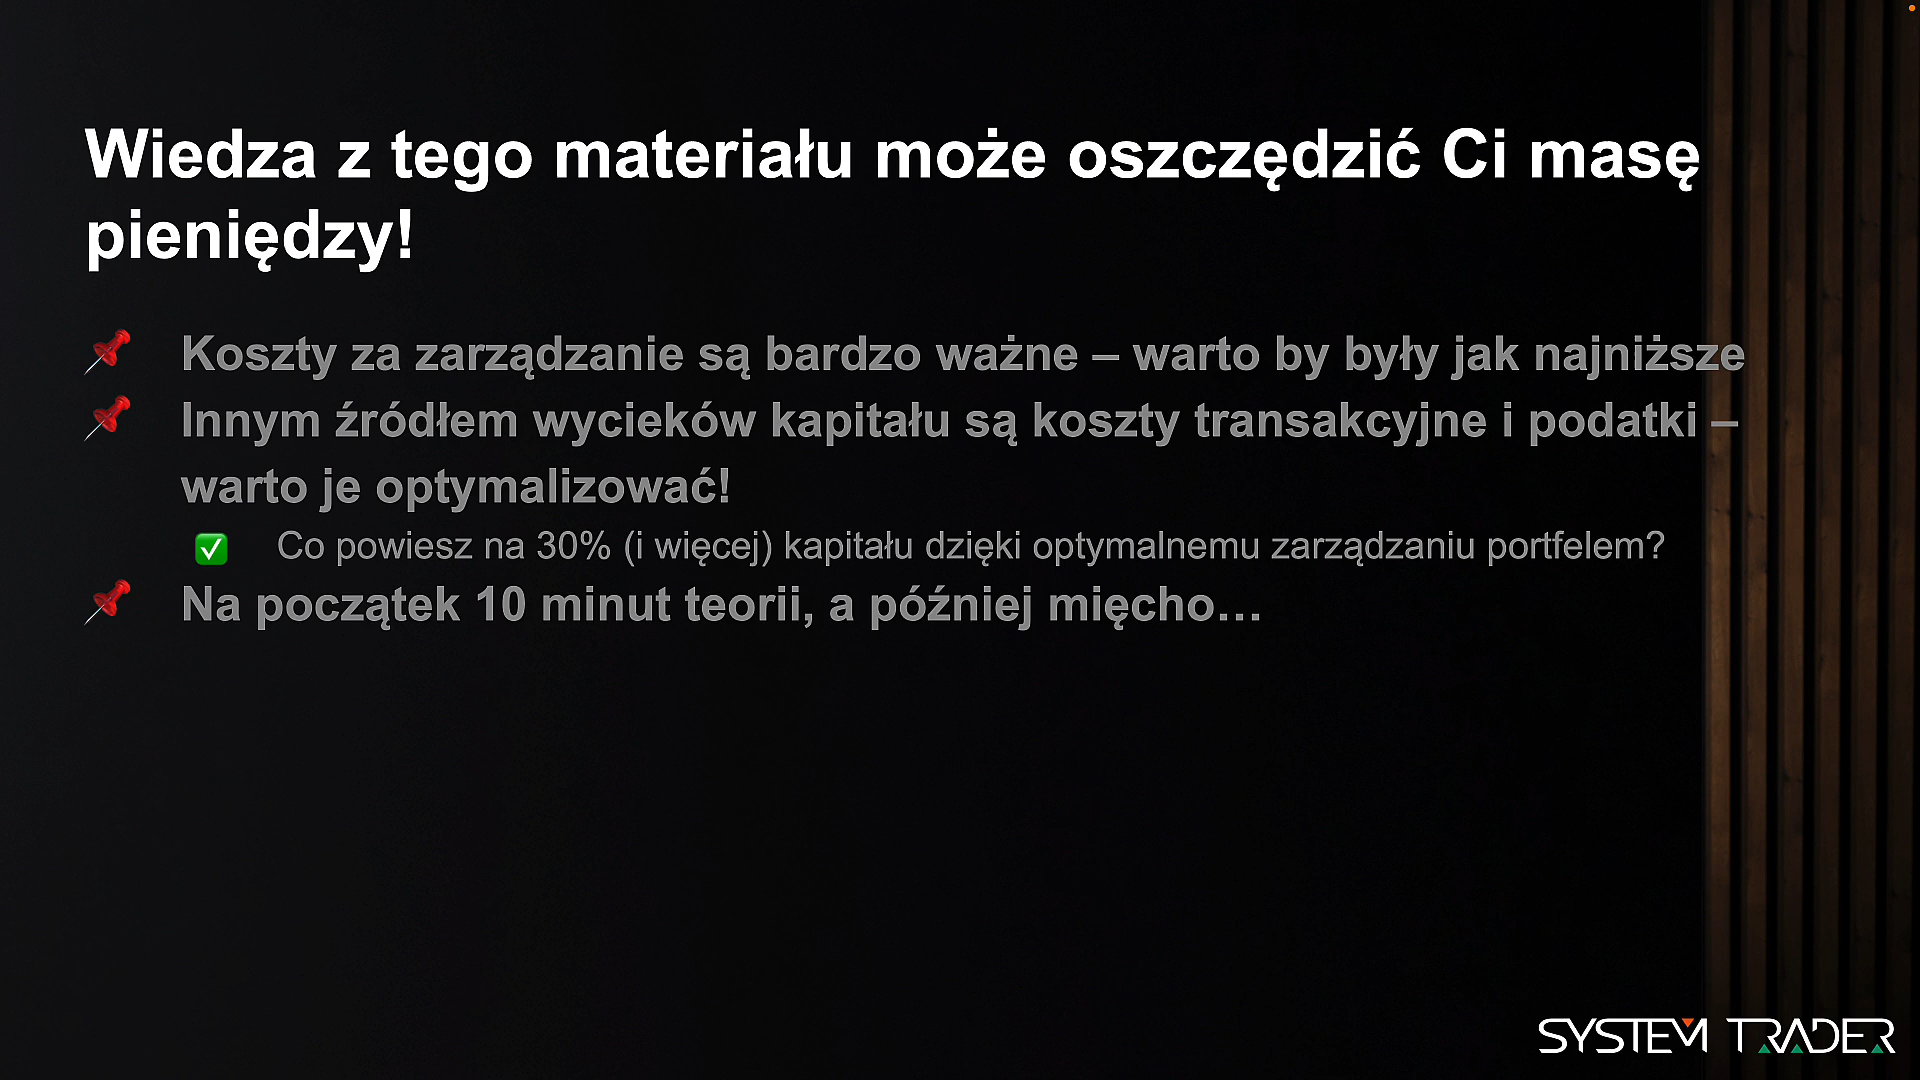 Wiedza z tego materiału może oszczędzić Ci masę
pieniędzy!
Koszty za zarządzanie są bardzo ważne – warto by były jak najniższe
Innym źródłem wycieków kapitału są koszty transakcyjne i podatki –
warto je optymalizować!
Co powiesz na 30% (i więcej) kapitału dzięki optymalnemu zarządzaniu portfelem?
Na początek 10 minut teorii, a później mięcho…
SYSTEM TRADER